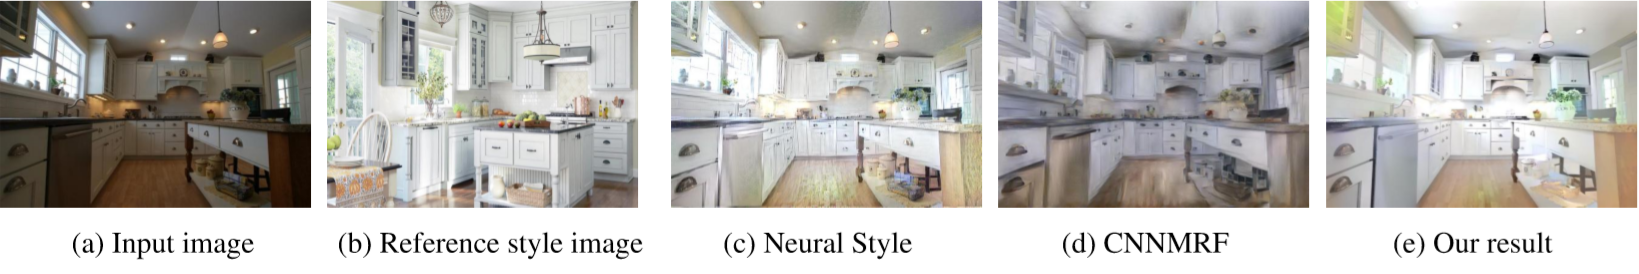 (a) Input image
(b) Reference style image
(c) Neural Style
(d) CNNMRF
(e) Our result